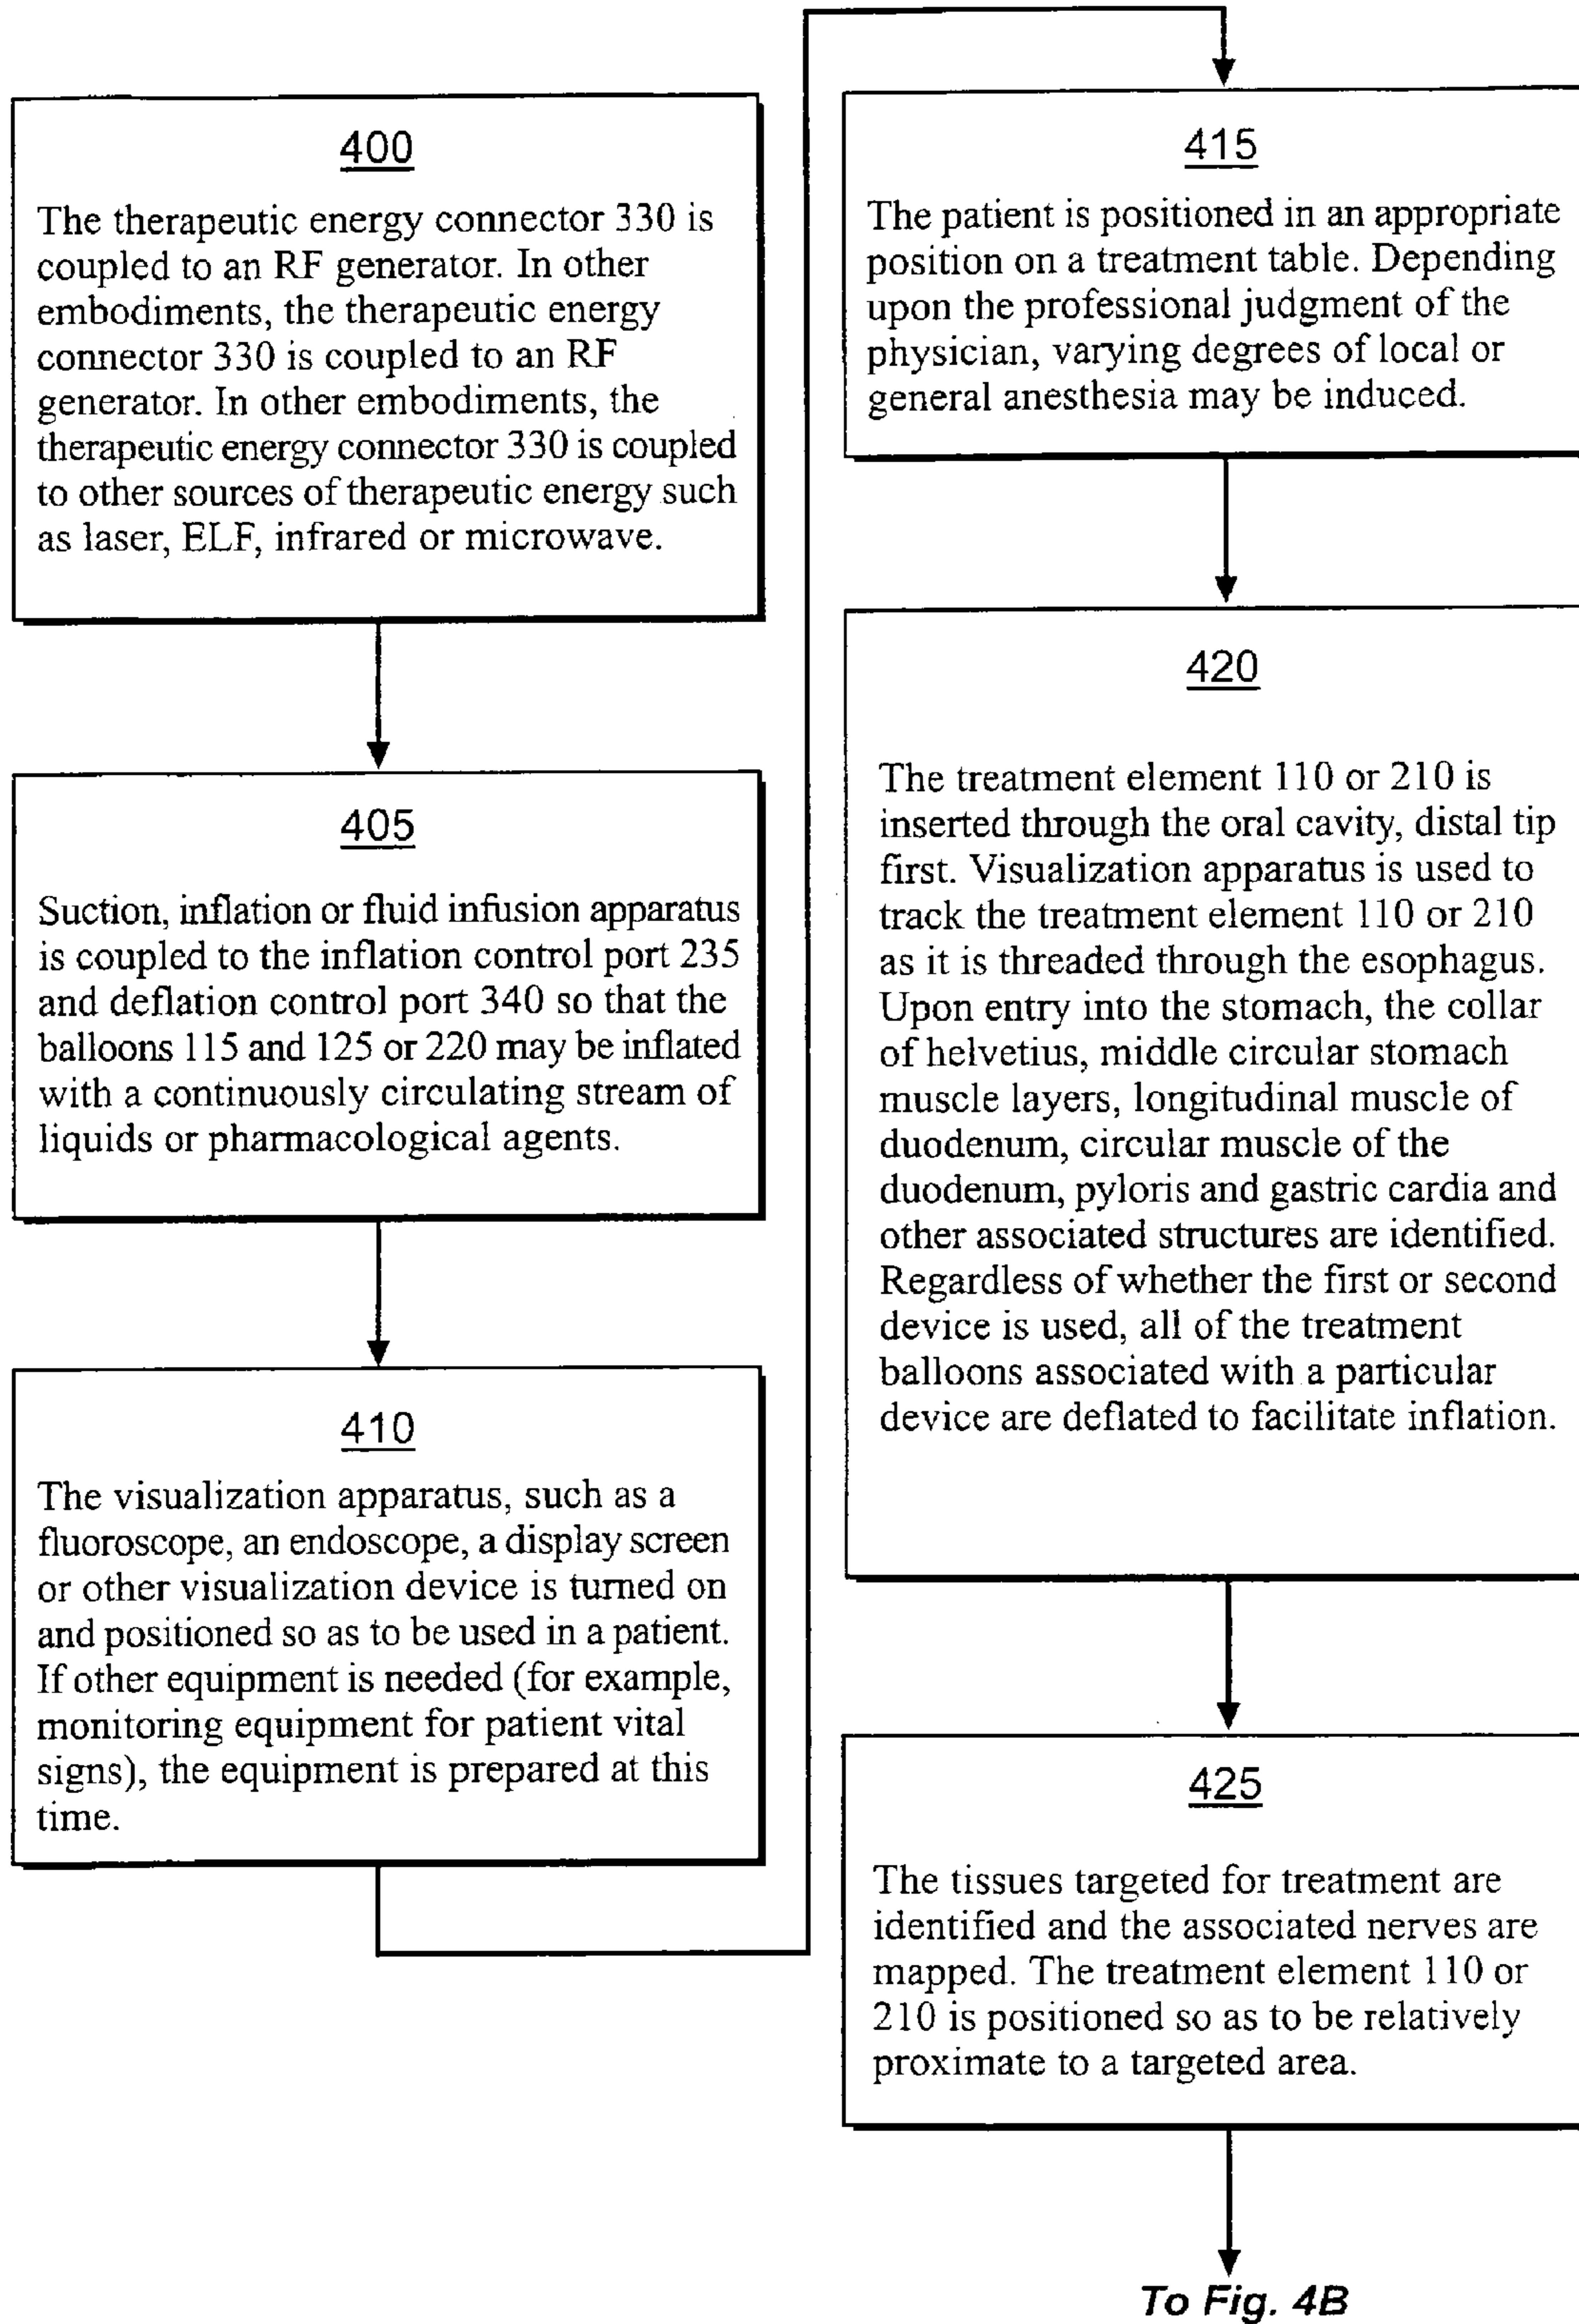 400
The therapeutic energy connector 330 is
coupled to an RF generator. In other
embodiments, the therapeutic energy
connector 330 is coupled to an RF
generator. In other embodiments, the
therapeutic energy connector 330 is coupled
to other sources of therapeutic energy such
as laser, ELF, infrared or microwave.
405
Suction, inflation or fluid infusion apparatus
is coupled to the inflation control port 235
and deflation control port 340 so that the
balloons 115 and 125 or 220 may be inflated
with a continuously circulating stream of
liquids or pharmacological agents.
410
The visualization apparatus, such as a
fluoroscope, an endoscope, a display screen
or other visualization device is turned on
and positioned so as to be used in a patient.
If other equipment is needed (for example,
monitoring equipment for patient vital
signs), the equipment is prepared at this
time.
415
The patient is positioned in an appropriate
position on a treatment table. Depending
upon the professional judgment of the
physician, varying degrees of local or
general anesthesia may be induced.
420
The treatment element 110 or 210 is
inserted through the oral cavity, distal tip
first. Visualization apparatus is used to
track the treatment element 110 or 210
as it is threaded through the esophagus.
Upon entry into the stomach, the collar
of helvetius, middle circular stomach
muscle layers, longitudinal muscle of
duodenum, circular muscle of the
duodenum, pyloris and gastric cardia and
other associated structures are identified.
Regardless of whether the first or second
device is used, all of the treatment
balloons associated with a particular
device are deflated to facilitate inflation.
425
The tissues targeted for treatment are
identified and the associated nerves are
mapped. The treatment element 110 or
210 is positioned so as to be relatively
proximate to a targeted area.
To Fig. 4B